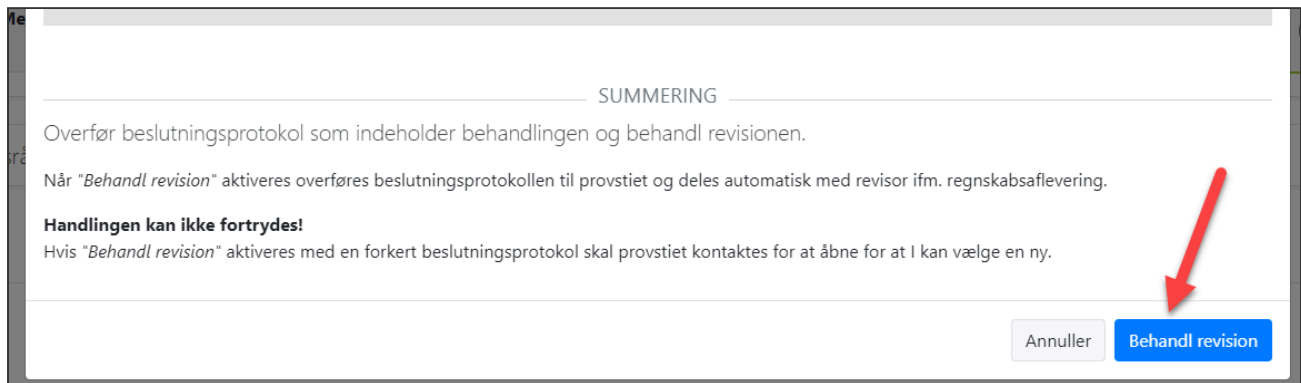 Me
SUMMERING
Overfør beslutningsprotokol som indeholder behandlingen og behandl revisionen.
srå
Når "Behandl revision" aktiveres overføres beslutningsprotokollen til provstiet og deles automatisk med revisor ifm. regnskabsaflevering.
Handlingen kan ikke fortrydes!
Hvis "Behandl revision" aktiveres med en forkert beslutningsprotokol skal provstiet kontaktes for at åbne for at I kan vælge en ny.
Annuller
Behandl revision